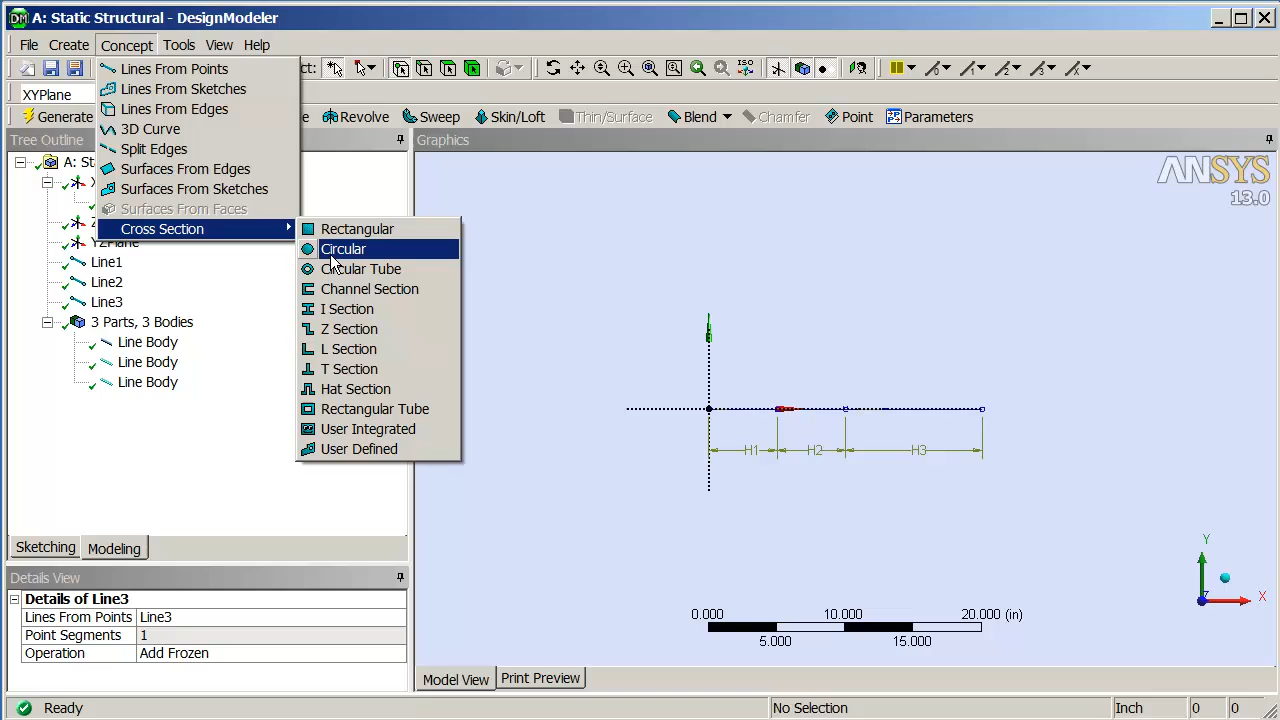 A: Static Structural - DesignModeler
File Create Concept Tools View Help
XYPlane
Generate
Revolve Sweep Skin/Loft Thin/Surface Blend Chamfer Point Parameters
Lines From Points
Lines From Sketches
Lines From Edges
3D Curve
Split Edges
Surfaces From Edges
Surfaces From Sketches
Surfaces From Faces
Cross Section
Rectangular
Circular
Circular Tube
Channel Section
I Section
Z Section
L Section
T Section
Hat Section
Rectangular Tube
User Integrated
User Defined
Tree Outline
A: St
YZPlane
Line1
Line2
Line3
3 Parts, 3 Bodies
Line Body
Line Body
Line Body
Sketching Modeling
Details View
Details of Line3
Lines From Points Line3
Point Segments 1
Operation Add Frozen
Graphics
ANSYS
13.0
ISO
H1 H2 H3
Y
X
0.000 10.000 20.000 (in)
5.000 15.000
Model View Print Preview
Ready No Selection Inch 0 0